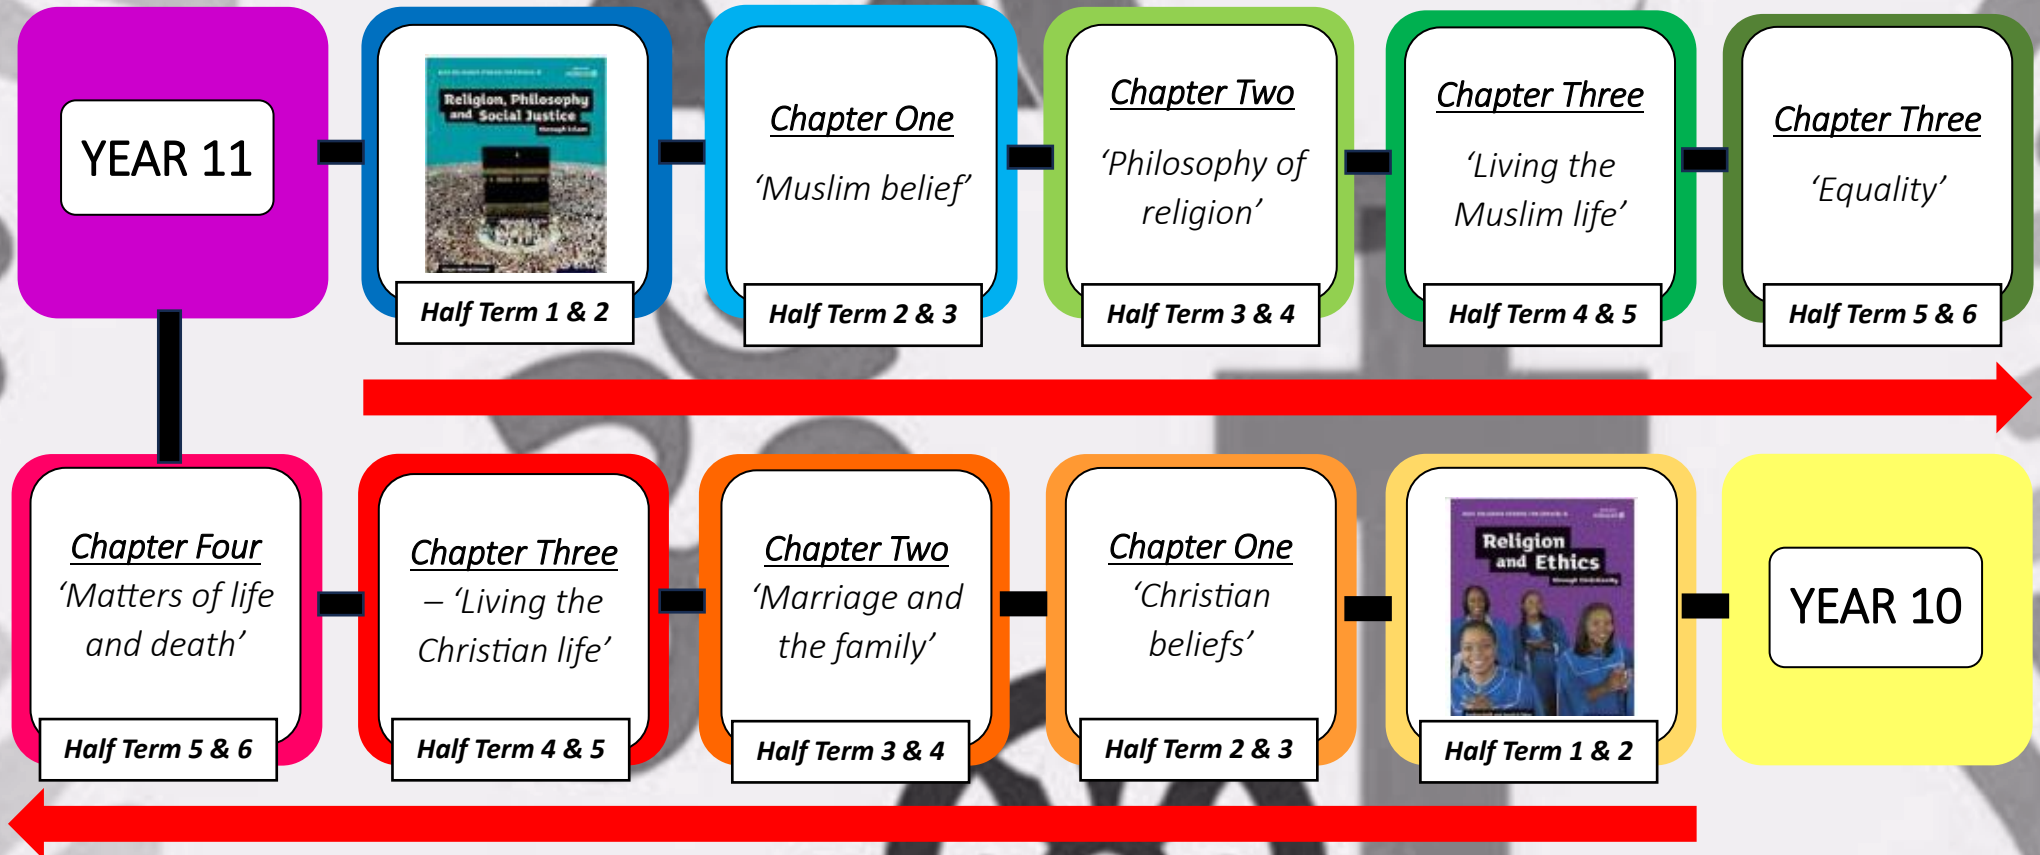 YEAR 11
Religion, Philosophy
and Social Justice
through Islam
Half Term 1 & 2
Chapter One
‘Muslim belief’
Half Term 2 & 3
Chapter Two
‘Philosophy of
religion’
Half Term 3 & 4
Chapter Three
‘Living the
Muslim life’
Half Term 4 & 5
Chapter Three
‘Equality’
Half Term 5 & 6
Chapter Four
‘Matters of life
and death’
Half Term 5 & 6
Chapter Three
– ‘Living the
Christian life’
Half Term 4 & 5
Chapter Two
‘Marriage and
the family’
Half Term 3 & 4
Chapter One
‘Christian
beliefs’
Half Term 2 & 3
Religion
and Ethics
through Christianity
Half Term 1 & 2
YEAR 10